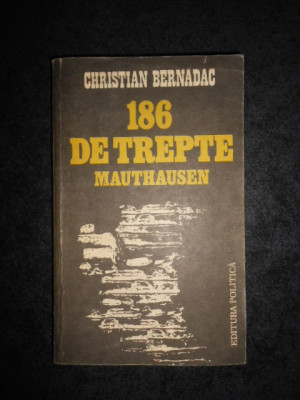 CHRISTIAN BERNADAC
186
DE TREPTE
MAUTHAUSEN
EDITURA POLITICĂ